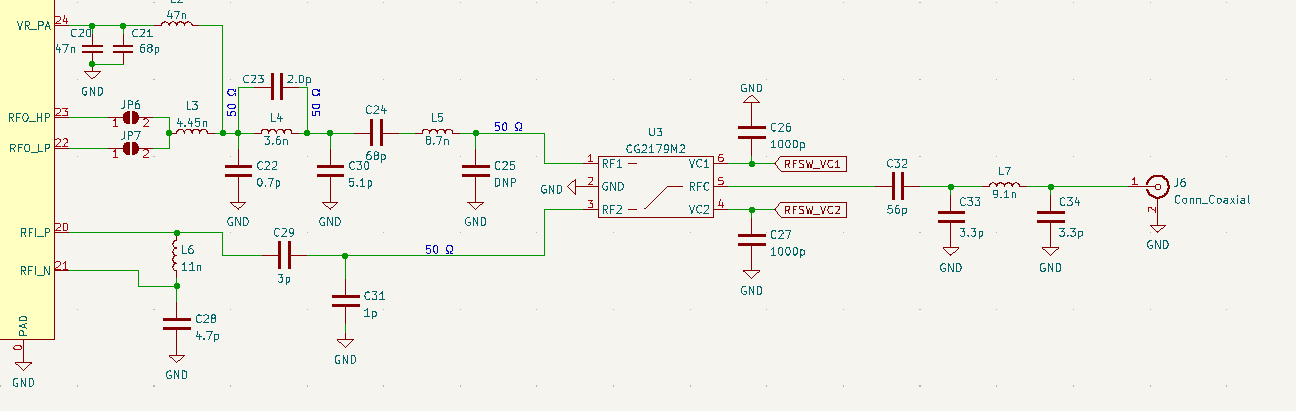 L2
47n
VR_PA
24
C20
47n
C21
68p
GND
RFO_HP
23
JP6
1
2
L3
4.45n
RFO_LP
22
JP7
1
2
50 Ω
C23
2.0p
50 Ω
L4
3.6n
C22
0.7p
GND
C30
5.1p
GND
C24
68p
L5
8.7n
C25
DNP
GND
50 Ω
U3
CG2179M2
1
RF1
2
GND
GND
3
RF2
VC1
6
RFC
5
VC2
4
GND
C26
1000p
RFSW_VC1
RFSW_VC2
C27
1000p
GND
C32
56p
C33
3.3p
GND
L7
9.1n
C34
3.3p
GND
1
J6
Conn_Coaxial
2
GND
RFI_P
20
RFI_N
21
L6
11n
C28
4.7p
GND
C29
3p
50 Ω
C31
1p
GND
PAD
0
GND